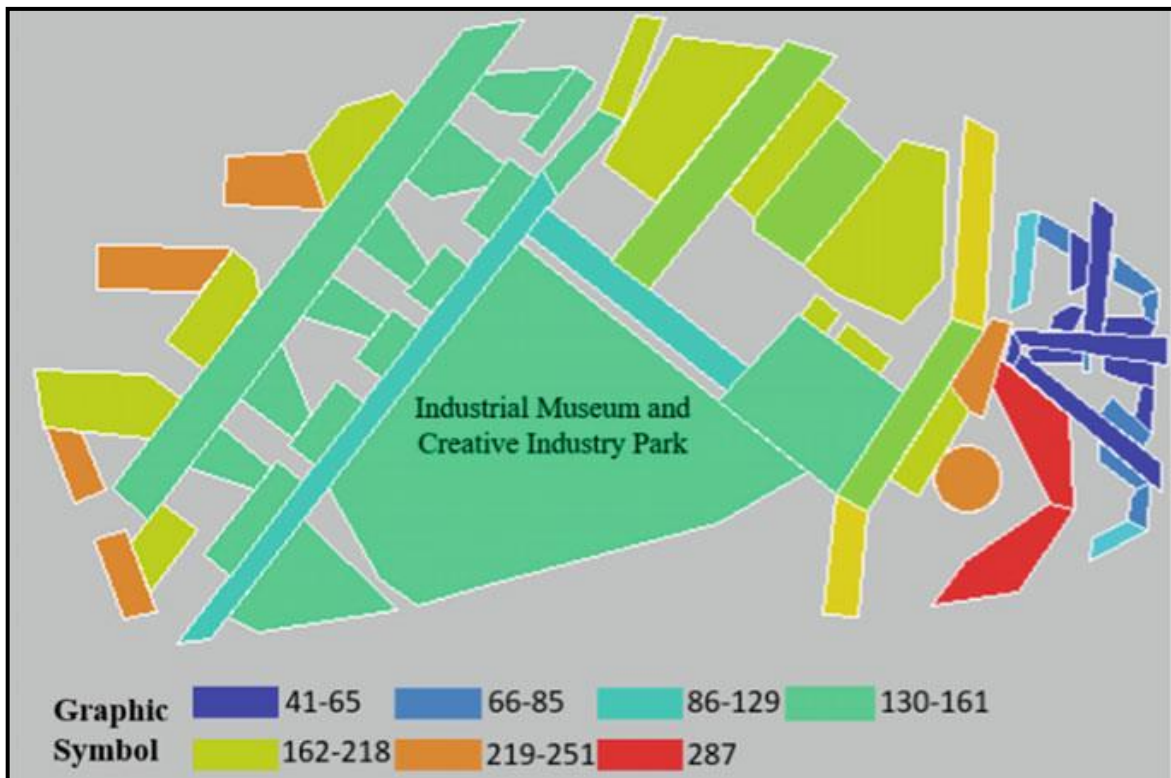 Industrial Museum and
Creative Industry Park
Graphic
Symbol
41-65
66-85
86-129
130-161
162-218
219-251
287